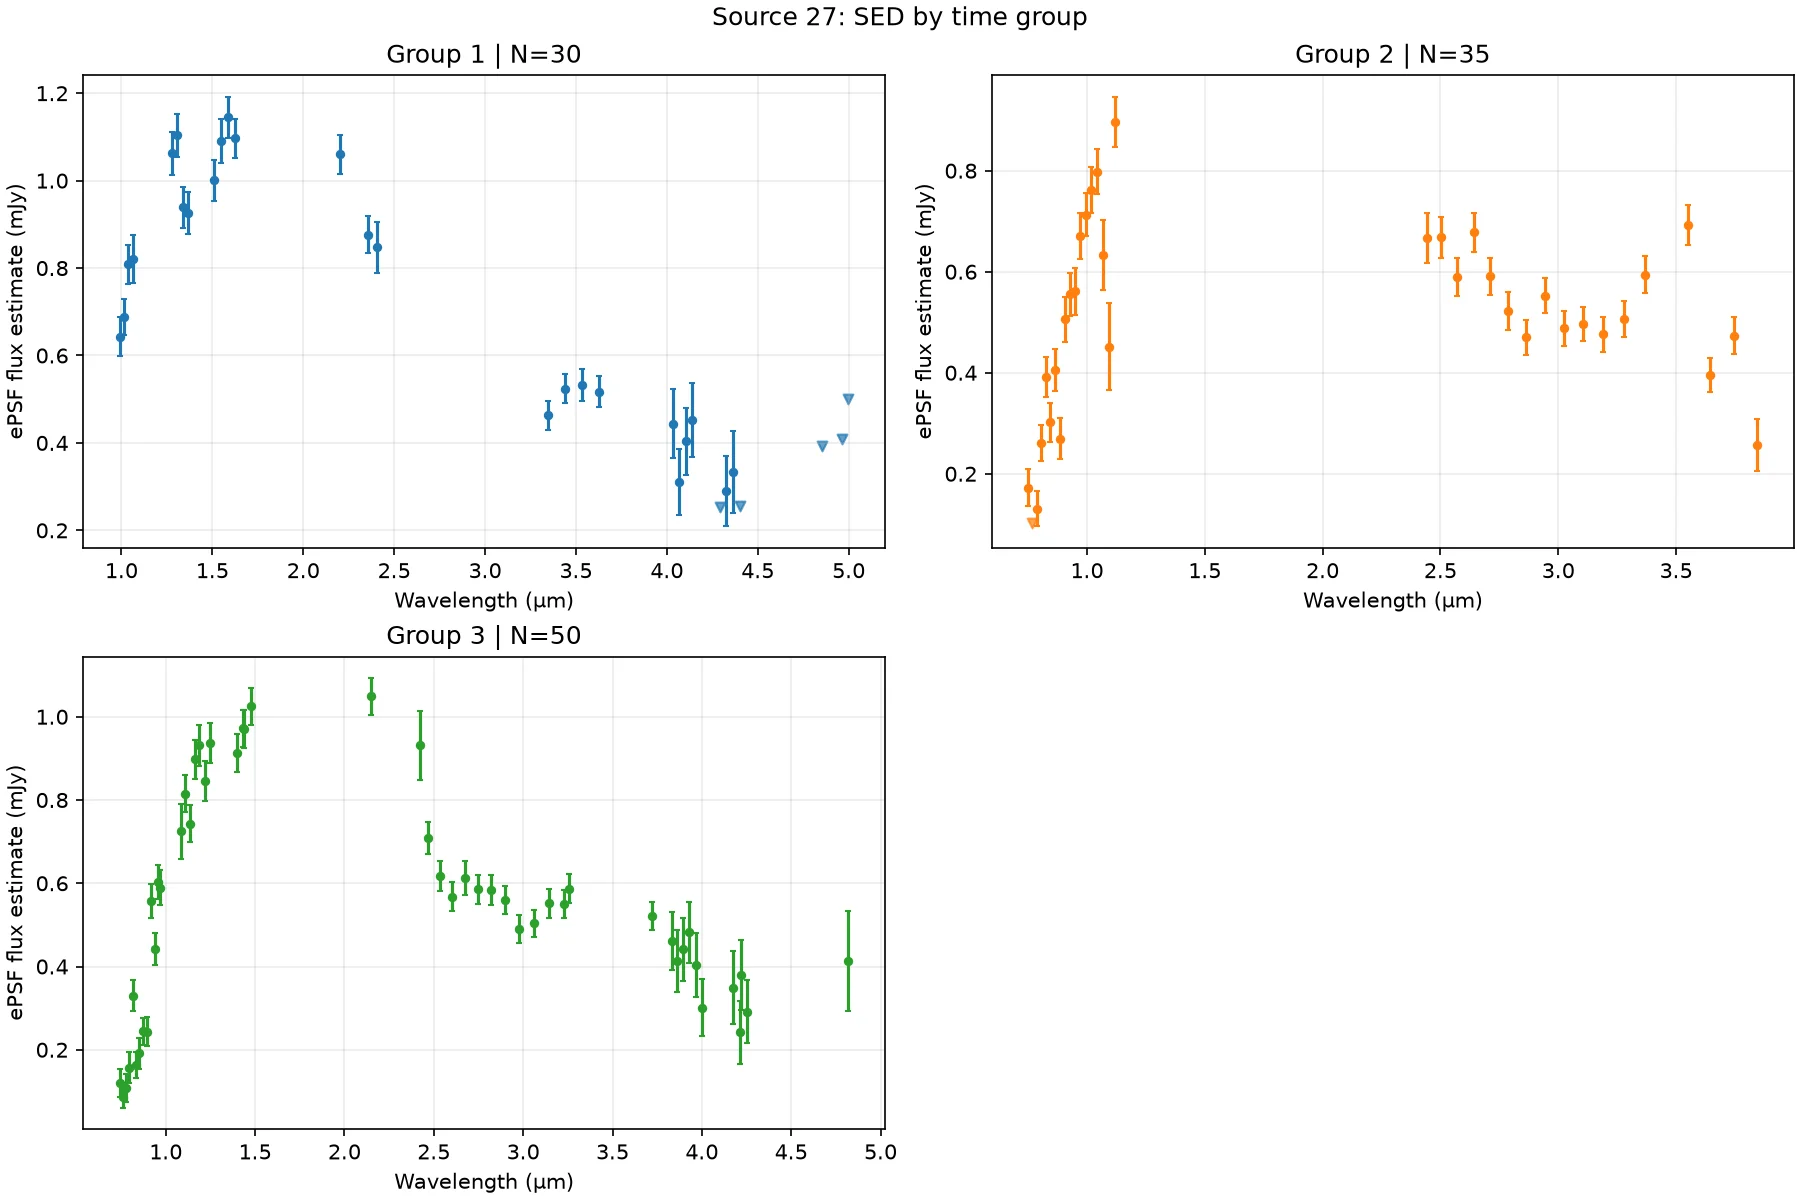 Source 27: SED by time group
Group 1 | N=30
1.2
1.0
0.8
0.6
0.4
0.2
ePSF flux estimate (mJy)
1.0 1.5 2.0 2.5 3.0 3.5 4.0 4.5 5.0
Wavelength (µm)
Group 2 | N=35
0.8
0.6
0.4
0.2
ePSF flux estimate (mJy)
1.0 1.5 2.0 2.5 3.0 3.5
Wavelength (µm)
Group 3 | N=50
1.0
0.8
0.6
0.4
0.2
ePSF flux estimate (mJy)
1.0 1.5 2.0 2.5 3.0 3.5 4.0 4.5 5.0
Wavelength (µm)